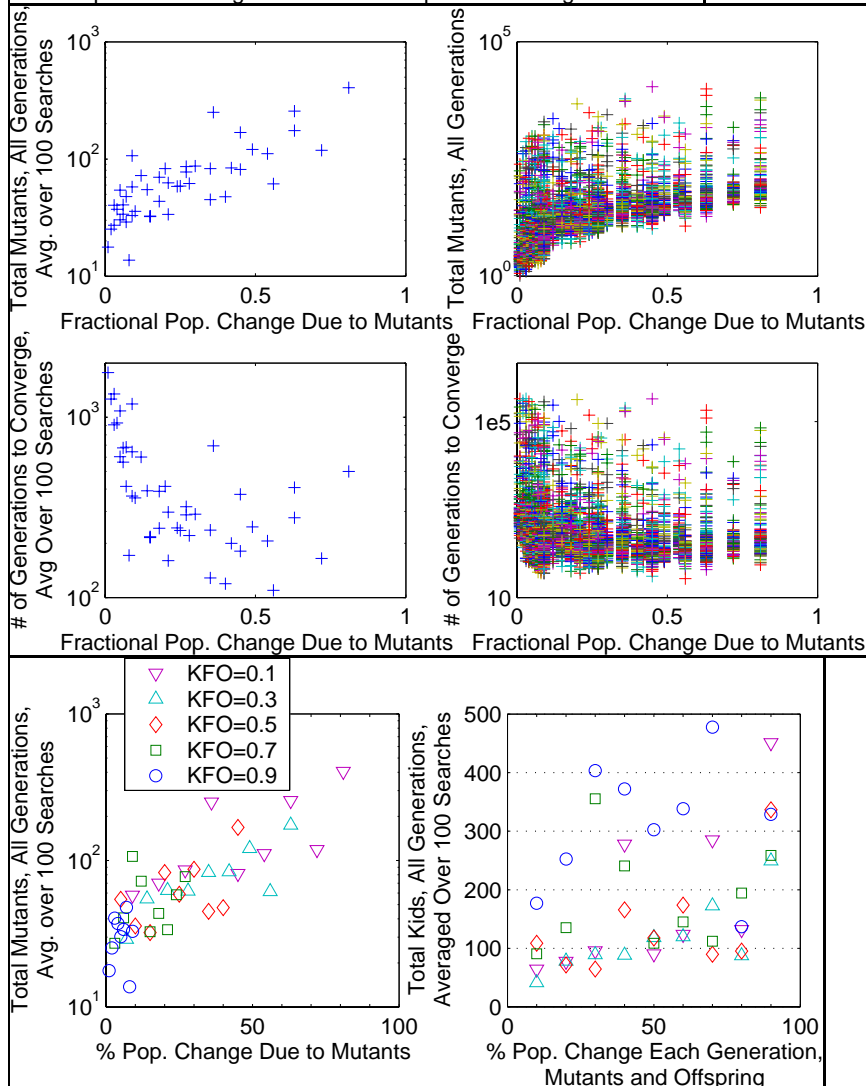 10^3
10^2
10^1
0
0.5
1
Total Mutants, All Generations,
Avg. over 100 Searches
Fractional Pop. Change Due to Mutants
10^5
10^0
0
0.5
1
Total Mutants, All Generations
Fractional Pop. Change Due to Mutants
10^3
10^2
0
0.5
1
# of Generations to Converge,
Avg Over 100 Searches
Fractional Pop. Change Due to Mutants
1e5
10
0
0.5
1
# of Generations to Converge
Fractional Pop. Change Due to Mutants
KFO=0.1
KFO=0.3
KFO=0.5
KFO=0.7
KFO=0.9
10^3
10^2
10^1
0
50
100
Total Mutants, All Generations,
Avg. over 100 Searches
% Pop. Change Due to Mutants
500
400
300
200
100
0
0
50
100
Total Kids, All Generations,
Averaged Over 100 Searches
% Pop. Change Each Generation,
Mutants and Offspring